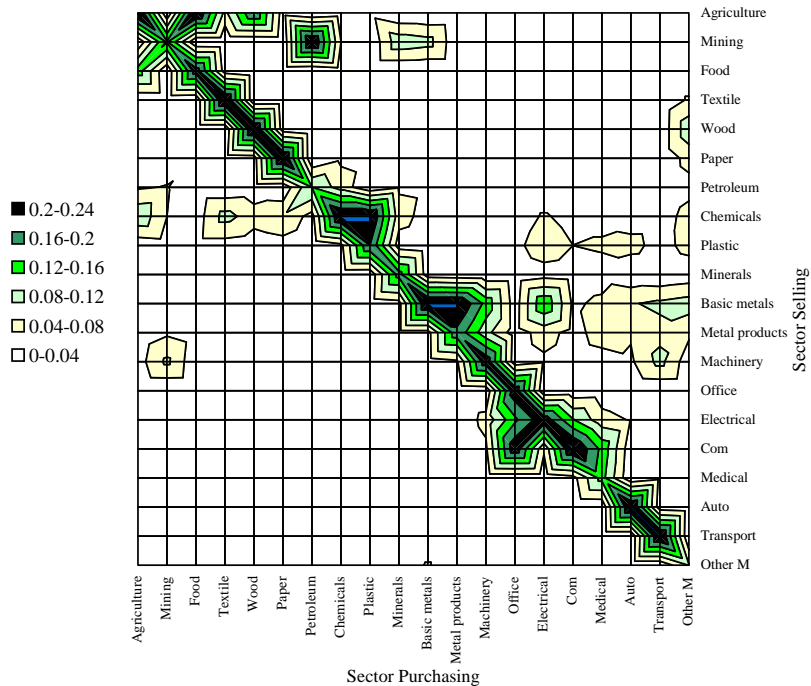 Agriculture
Mining
Food
Textile
Wood
Paper
Petroleum
Chemicals
Plastic
Minerals
Basic metals
Metal products
Machinery
Office
Electrical
Com
Medical
Auto
Transport
Other M
Sector Selling
0.2-0.24
0.16-0.2
0.12-0.16
0.08-0.12
0.04-0.08
0-0.04
Agriculture
Mining
Food
Textile
Wood
Paper
Petroleum
Chemicals
Plastic
Minerals
Basic metals
Metal products
Machinery
Office
Electrical
Com
Medical
Auto
Transport
Other M
Sector Purchasing